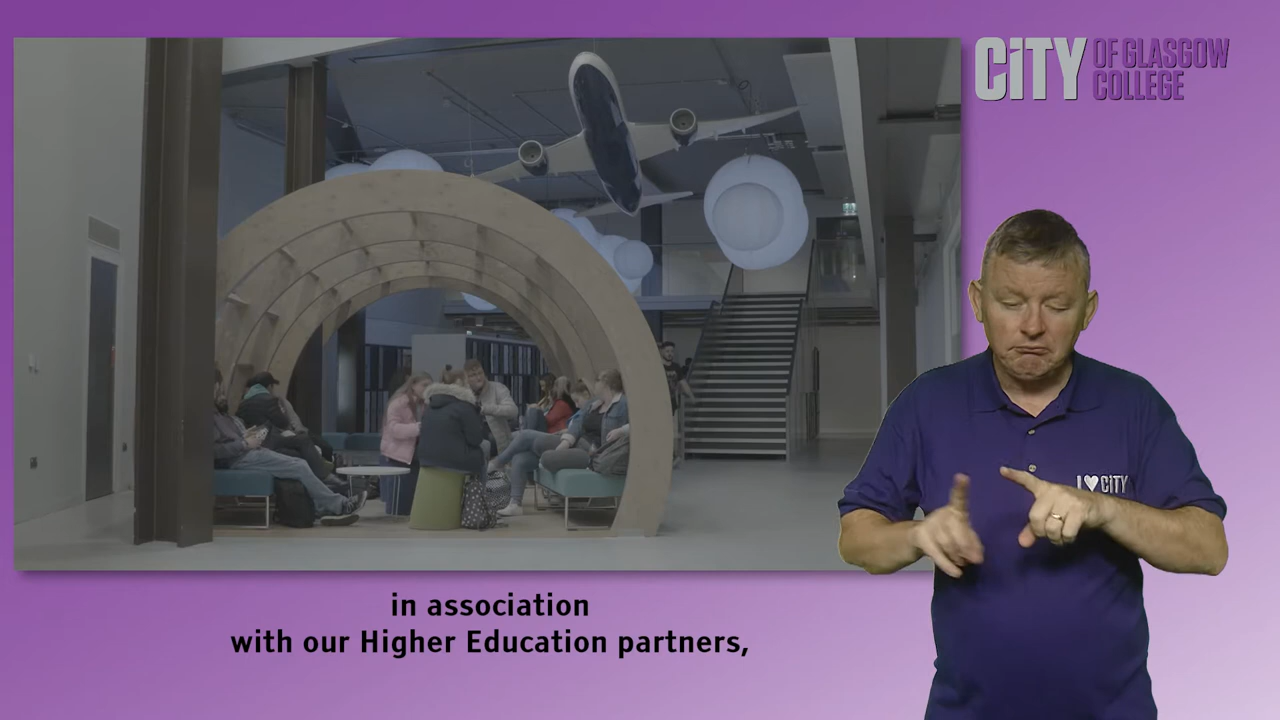 CiTY OF GLASGOW
COLLEGE
I ♥ CiTY
in association
with our Higher Education partners,